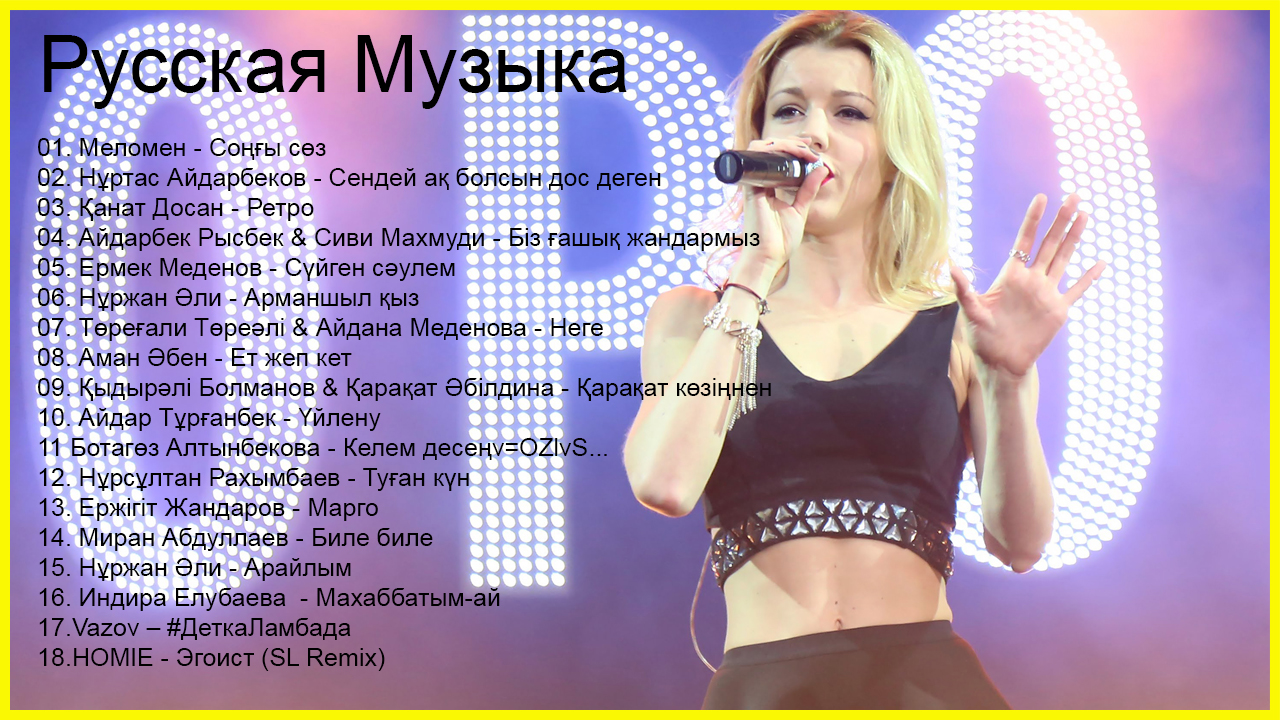 Русская Музыка
01. Меломен - Соңғы сөз
02. Нұртас Айдарбеков - Сендей ақ болсын дос деген
03. Қанат Досан - Ретро
04. Айдарбек Рысбек & Сиви Махмуди - Біз ғашық жандармыз
05. Ермек Меденов - Сүйген сәулем
06. Нұржан Әли - Арманшыл қыз
07. Төреғали Төреәлі & Айдана Меденова - Неге
08. Аман Әбен - Ет жеп кет
09. Қыдырәлі Болманов & Қарақат Әбілдина - Қарақат көзіңнен
10. Айдар Тұрғанбек - Үйлену
11 Ботагөз Алтынбекова - Келем десеңv=OZlvS...
12. Нұрсұлтан Рахымбаев - Туған күн
13. Ержігіт Жандаров - Марго
14. Миран Абдуллаев - Биле биле
15. Нұржан Әли - Арайлым
16. Индира Елубаева  - Махаббатым-ай
17.Vazov – #ДеткаЛамбада
18.HOMIE - Эгоист (SL Remix)